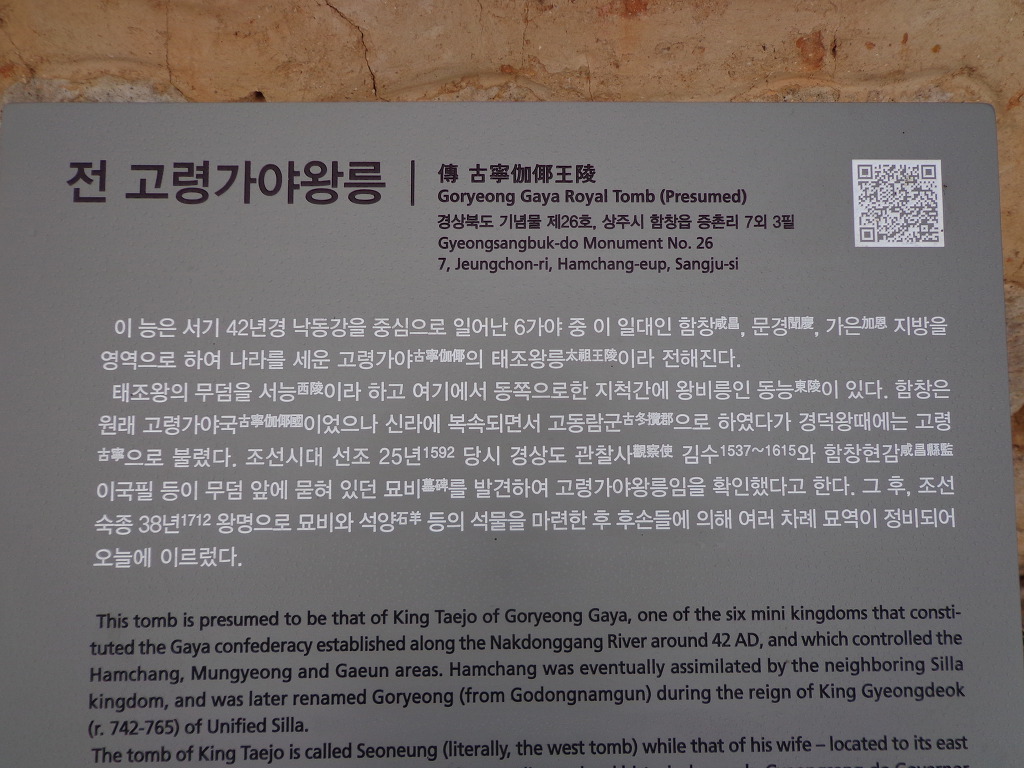 전 고령가야왕릉
傳 古寧伽倻王陵
Goryeong Gaya Royal Tomb (Presumed)
경상북도 기념물 제26호, 상주시 함창읍 증촌리 7외 3필
Gyeongsangbuk-do Monument No. 26
7, Jeungchon-ri, Hamchang-eup, Sangju-si
이 능은 서기 42년경 낙동강을 중심으로 일어난 6가야 중 이 일대인 함창咸昌, 문경聞慶, 가은加恩 지방을
영역으로 하여 나라를 세운 고령가야古寧伽倻의 태조왕릉太祖王陵이라 전해진다.
태조왕의 무덤을 서능西陵이라 하고 여기에서 동쪽으로한 지척간에 왕비릉인 동능東陵이 있다. 함창은
원래 고령가야국古寧伽倻國이었으나 신라에 복속되면서 고동람군古冬攬郡으로 하였다가 경덕왕때에는 고령
古寧으로 불렸다. 조선시대 선조 25년1592 당시 경상도 관찰사觀察使 김수1537~1615와 함창현감咸昌縣監
이국필 등이 무덤 앞에 묻혀 있던 묘비墓碑를 발견하여 고령가야왕릉임을 확인했다고 한다. 그 후, 조선
숙종 38년1712 왕명으로 묘비와 석양石羊 등의 석물을 마련한 후 후손들에 의해 여러 차례 묘역이 정비되어
오늘에 이르렀다.
This tomb is presumed to be that of King Taejo of Goryeong Gaya, one of the six mini kingdoms that consti-
tuted the Gaya confederacy established along the Nakdonggang River around 42 AD, and which controlled the
Hamchang, Mungyeong and Gaeun areas. Hamchang was eventually assimilated by the neighboring Silla
kingdom, and was later renamed Goryeong (from Godongnamgun) during the reign of King Gyeongdeok
(r. 742-765) of Unified Silla.
The tomb of King Taejo is called Seoneung (literally, the west tomb) while that of his wife – located to its east